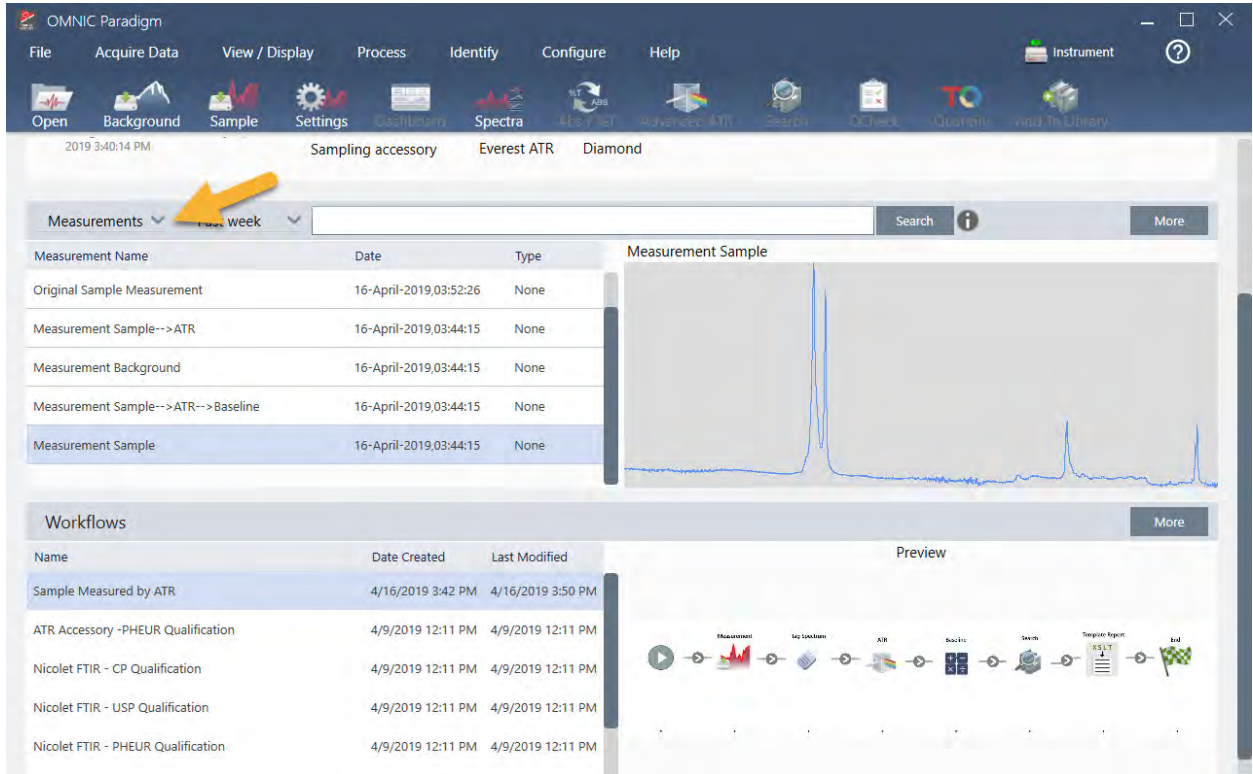 OMNIC Paradigm
File Acquire Data View / Display Process Identify Configure Help Instrument
%T ABS
TQ
Open Background Sample Settings Dashboard Spectra Abs / %T Advanced ATR Search QCheck Quantify Add To Library
2019 3:40:14 PM
Sampling accessory Everest ATR Diamond
Measurements week Search More
Measurement Name Date Type Measurement Sample
Original Sample Measurement 16-April-2019,03:52:26 None
Measurement Sample-->ATR 16-April-2019,03:44:15 None
Measurement Background 16-April-2019,03:44:15 None
Measurement Sample-->ATR-->Baseline 16-April-2019,03:44:15 None
Measurement Sample 16-April-2019,03:44:15 None
Workflows More
Name Date Created Last Modified Preview
Sample Measured by ATR 4/16/2019 3:42 PM 4/16/2019 3:50 PM
ATR Accessory -PHEUR Qualification 4/9/2019 12:11 PM 4/9/2019 12:11 PM
Measurement Tag Spectrum ATR Baseline Search Template Report End
XSLT
Nicolet FTIR - CP Qualification 4/9/2019 12:11 PM 4/9/2019 12:11 PM
Nicolet FTIR - USP Qualification 4/9/2019 12:11 PM 4/9/2019 12:11 PM
Nicolet FTIR - PHEUR Qualification 4/9/2019 12:11 PM 4/9/2019 12:11 PM